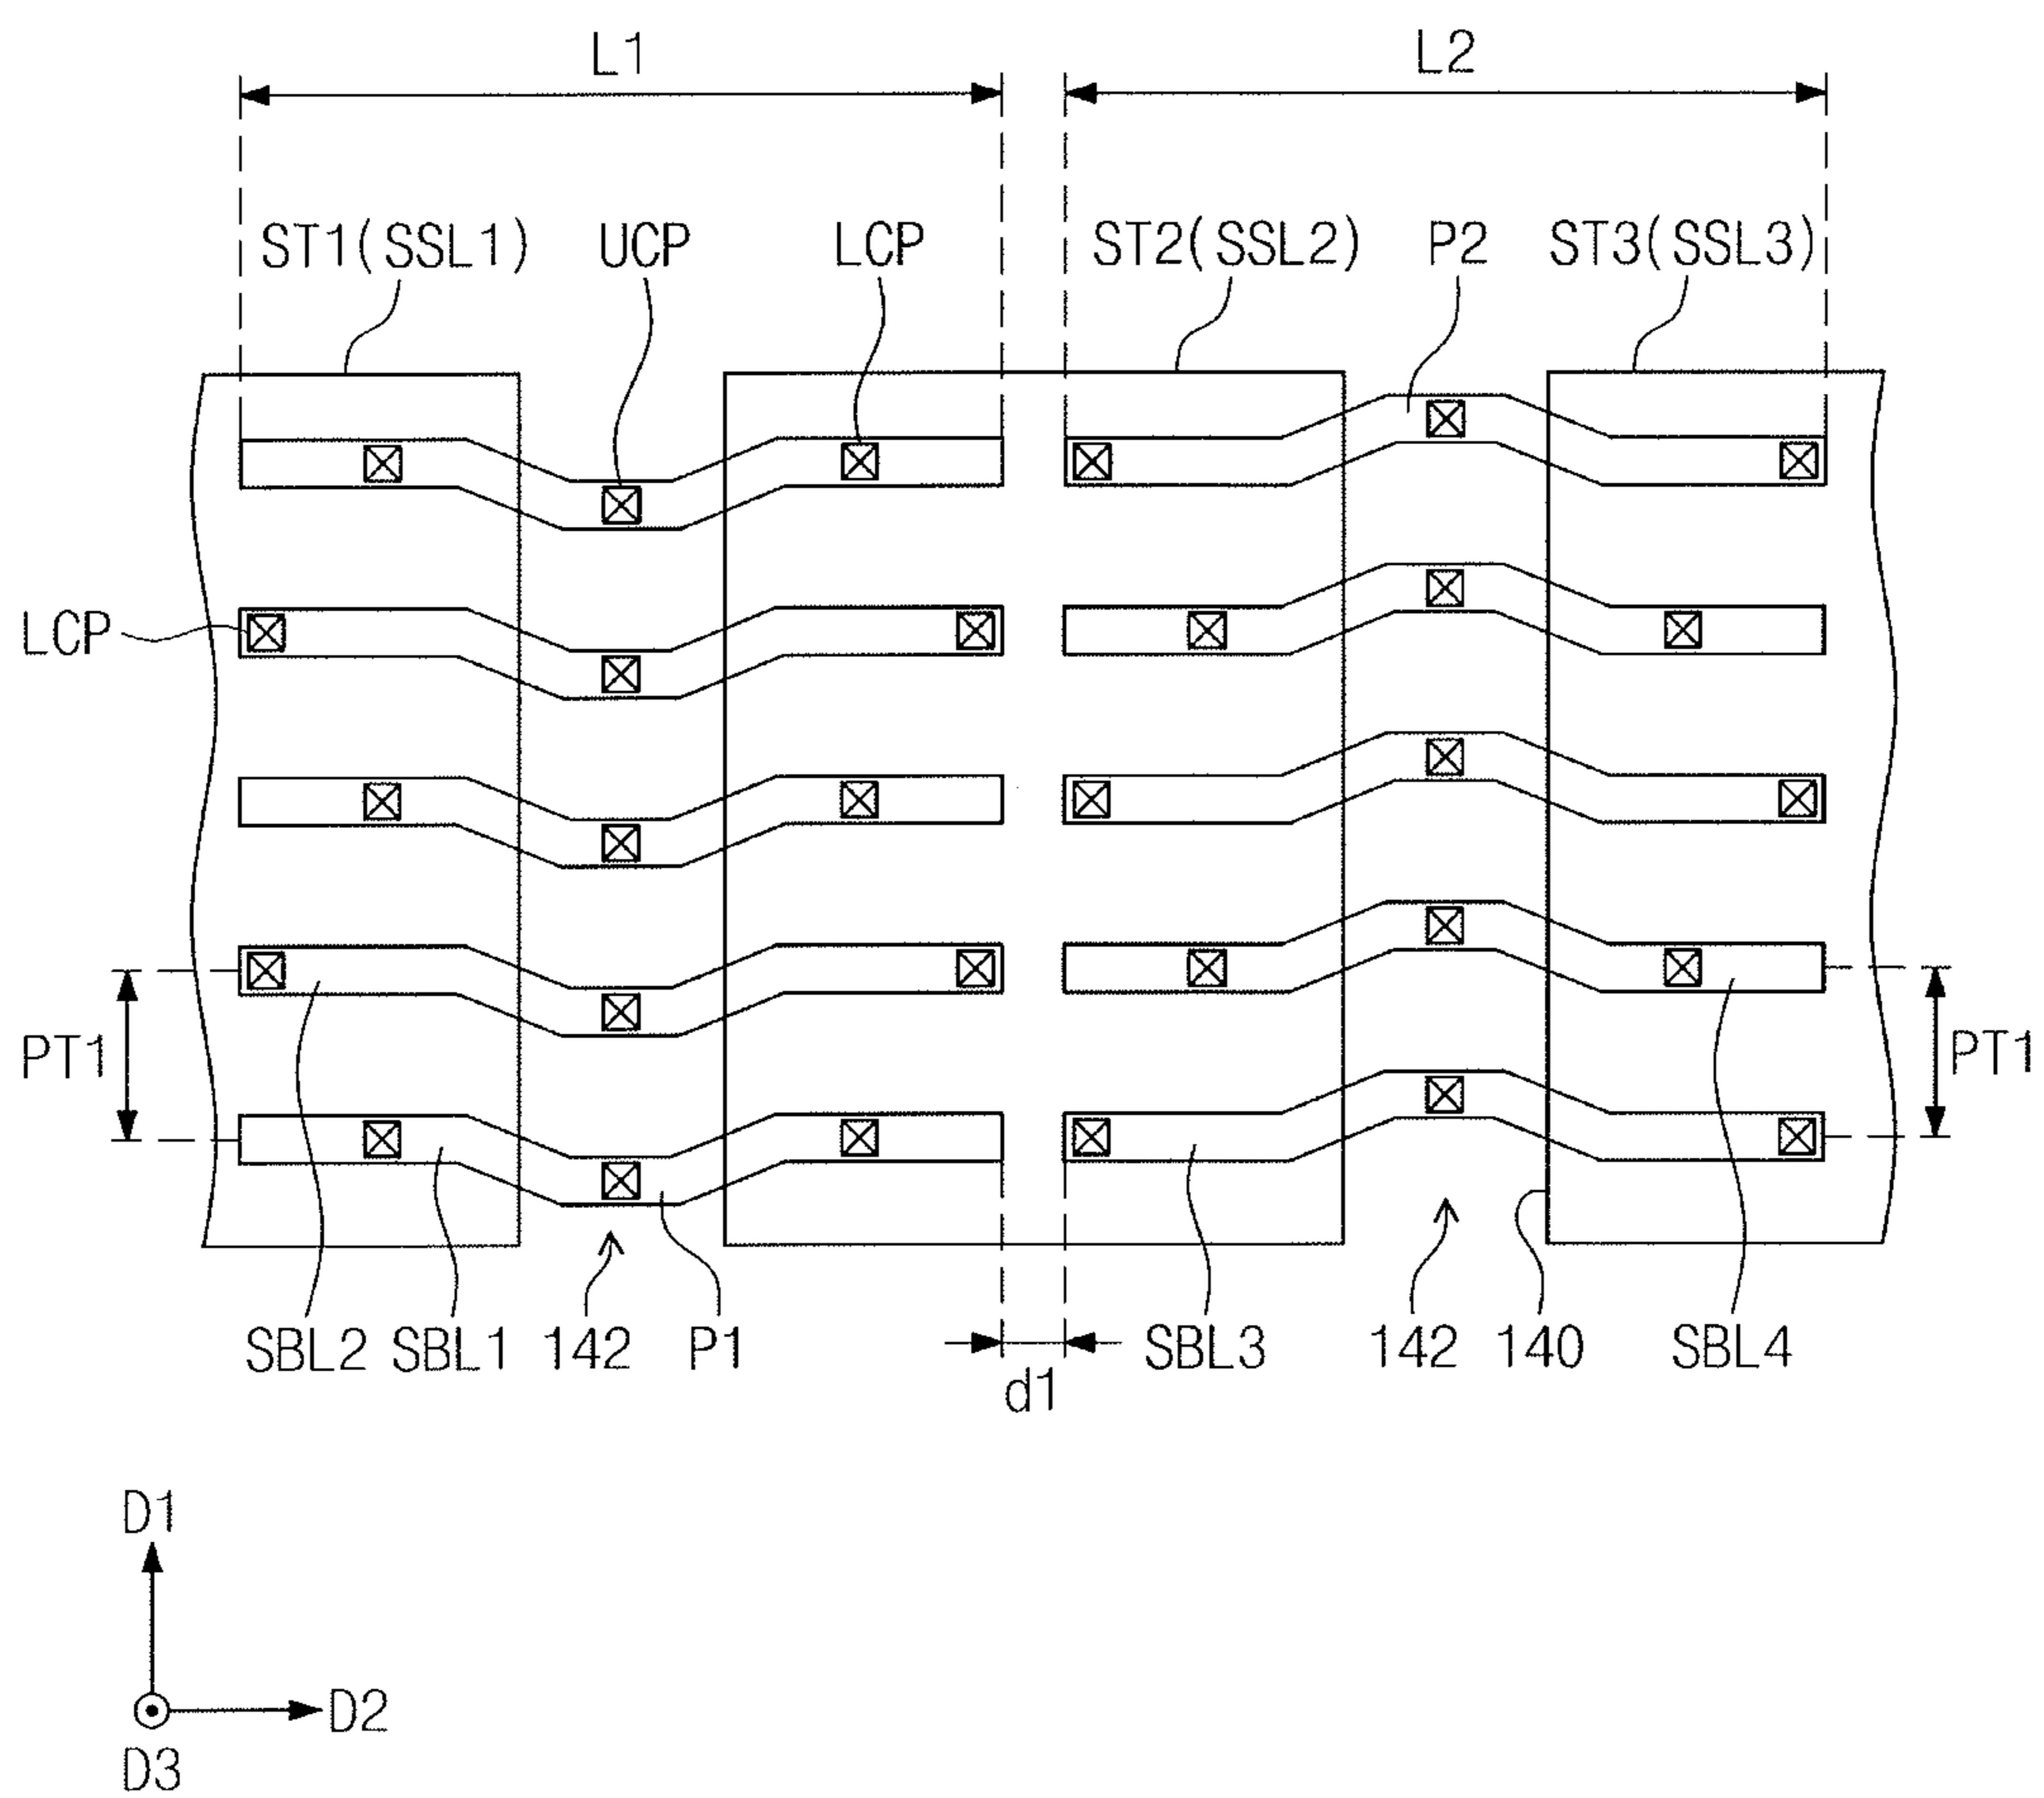 L1 L2
ST1(SSL1) UCP LCP ST2(SSL2) P2 ST3(SSL3)
LCP
PT1 PT1
SBL2 SBL1 142 P1 SBL3 142 140 SBL4
d1
D1
D2
D3